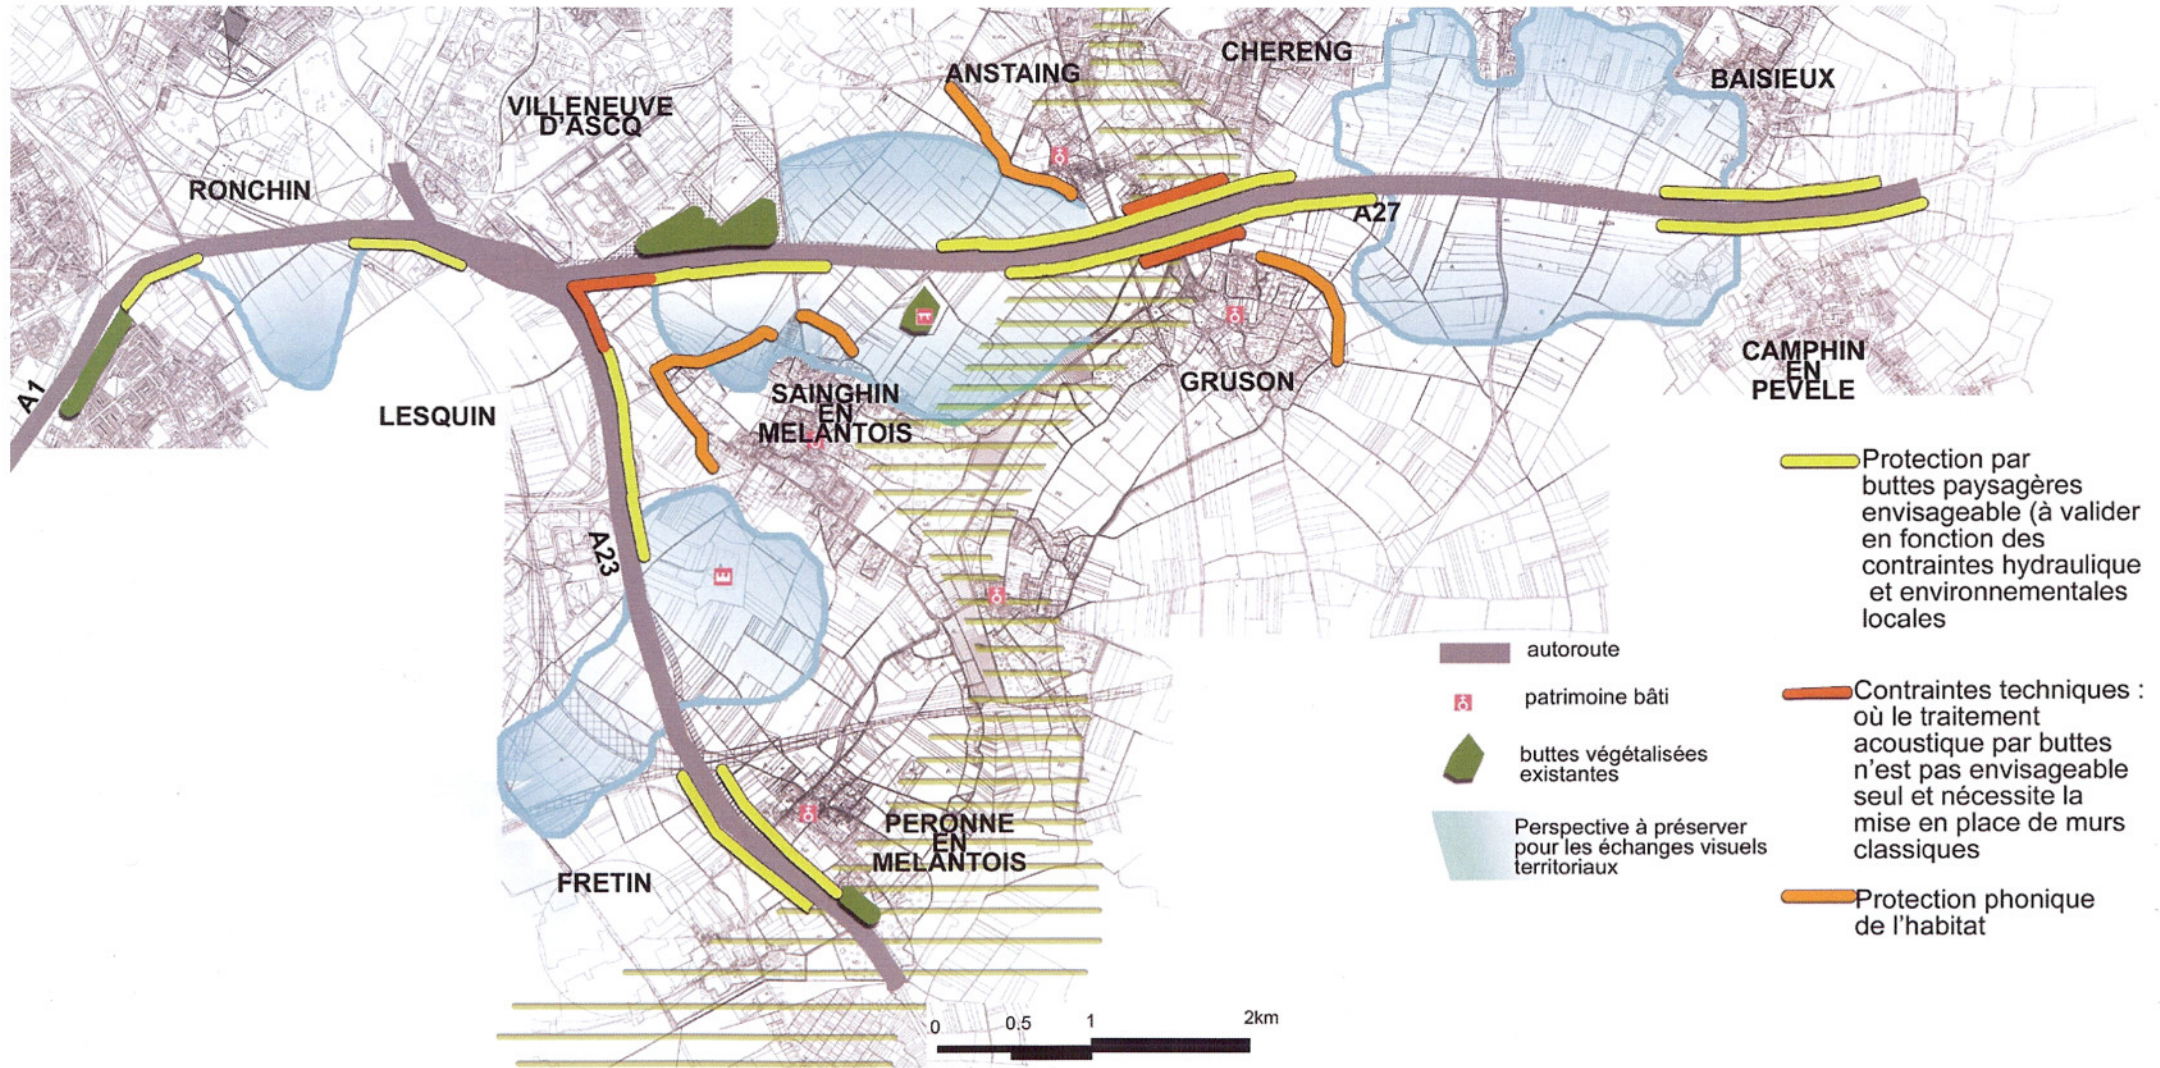 CHERENG
ANSTAING
BAISIEUX
VILLENEUVE
D'ASCQ
RONCHIN
A27
A1
LESQUIN
SAINGHIN
EN
MELANTOIS
GRUSON
CAMPHIN
EN
PEVELE
A23
PERONNE
EN
MELANTOIS
FRETIN
0 0.5 1 2km
autoroute
patrimoine bâti
buttes végétalisées
existantes
Perspective à préserver
pour les échanges visuels
territoriaux
Protection par
buttes paysagères
envisageable (à valider
en fonction des
contraintes hydraulique
et environnementales
locales
Contraintes techniques :
où le traitement
acoustique par buttes
n'est pas envisageable
seul et nécessite la
mise en place de murs
classiques
Protection phonique
de l'habitat